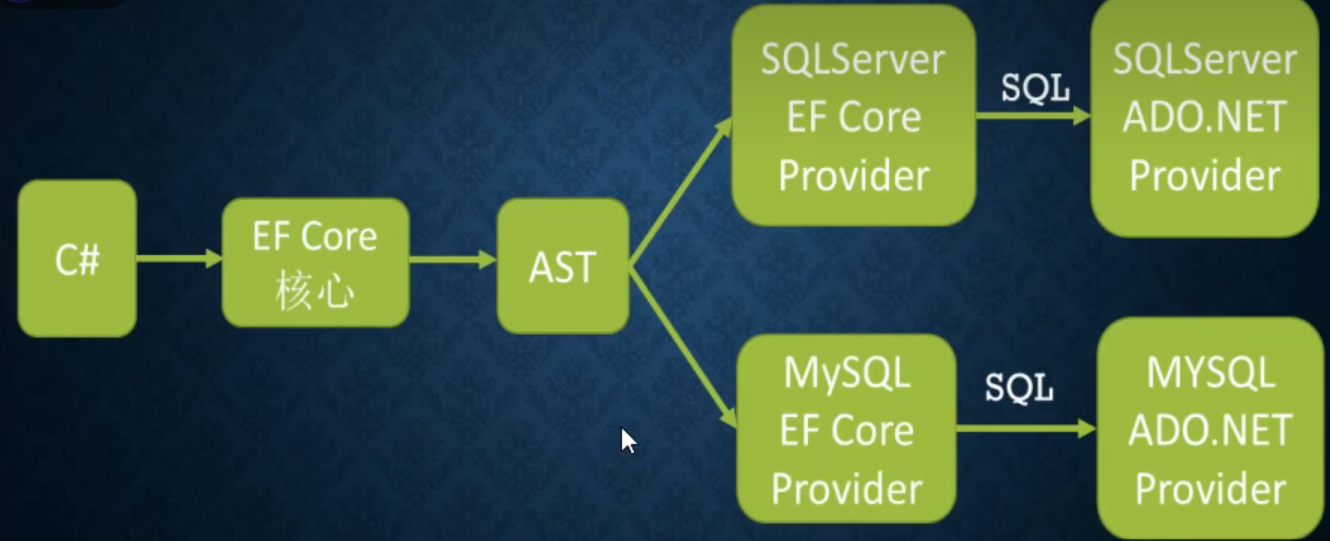 C#
EF Core
核心
AST
SQLServer
EF Core
Provider
SQL
SQLServer
ADO.NET
Provider
MySQL
EF Core
Provider
SQL
MYSQL
ADO.NET
Provider